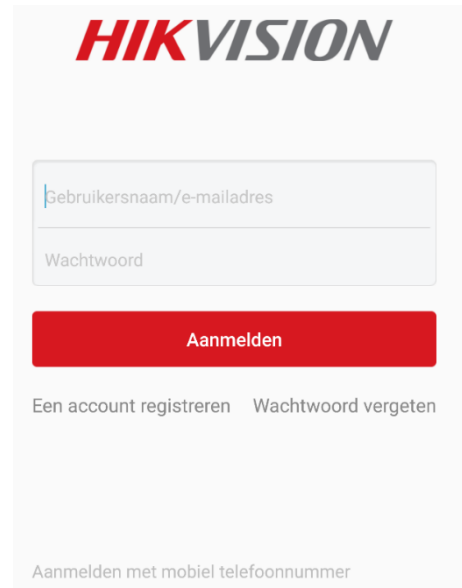 HIKVISION
Gebruikersnaam/e-mailadres
Wachtwoord
Aanmelden
Een account registreren Wachtwoord vergeten
Aanmelden met mobiel telefoonnummer